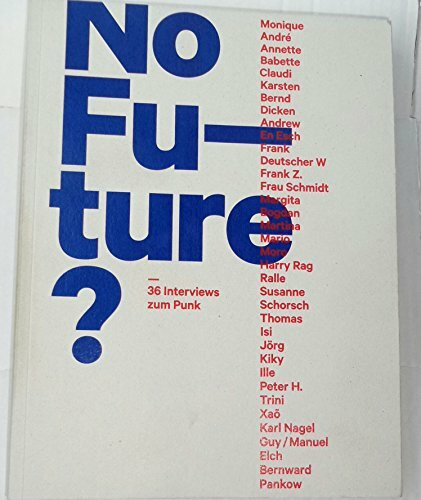 No
Fu—
ture
?
—
36 Interviews
zum Punk
Monique
André
Annette
Babette
Claudi
Karsten
Bernd
Dicken
Andrew
En Esch
Frank
Deutscher W
Frank Z.
Frau Schmidt
Margita
Bogdan
Martina
Mario
More
Harry Rag
Ralle
Susanne
Schorsch
Thomas
Isi
Jörg
Kiky
Ille
Peter H.
Trini
Xaõ
Karl Nagel
Guy / Manuel
Elch
Bernward
Pankow